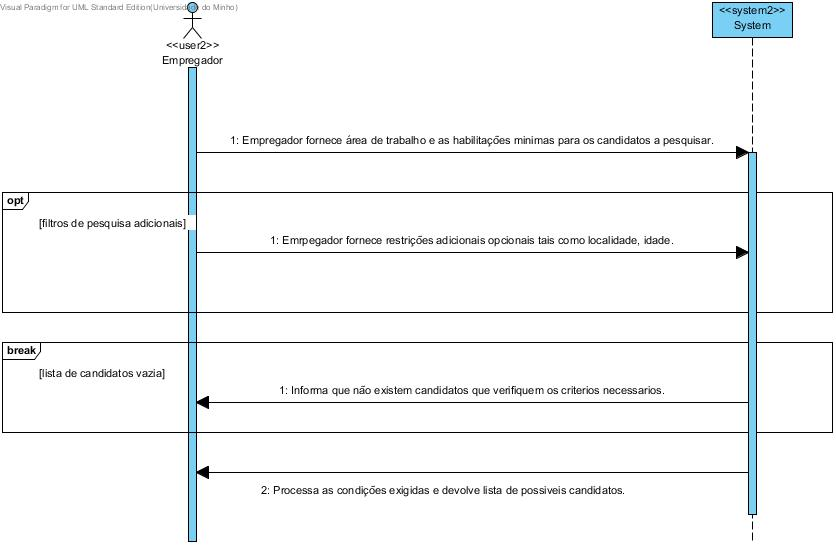 Visual Paradigm for UML Standard Edition(Universidade do Minho)
<<user2>>
Empregador
<<system2>>
System
1: Empregador fornece área de trabalho e as habilitações minimas para os candidatos a pesquisar.
opt
[filtros de pesquisa adicionais]
1: Emrpegador fornece restrições adicionais opcionais tais como localidade, idade.
break
[lista de candidatos vazia]
1: Informa que não existem candidatos que verifiquem os criterios necessarios.
2: Processa as condições exigidas e devolve lista de possiveis candidatos.